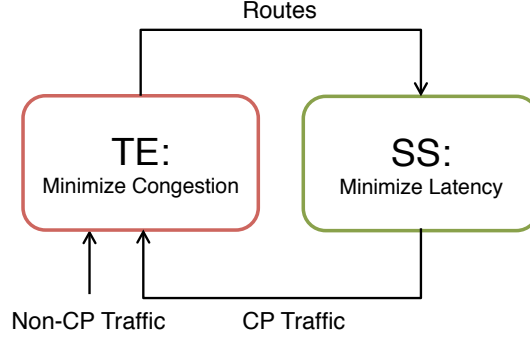 Routes
TE:
Minimize Congestion
SS:
Minimize Latency
Non-CP Traffic
CP Traffic